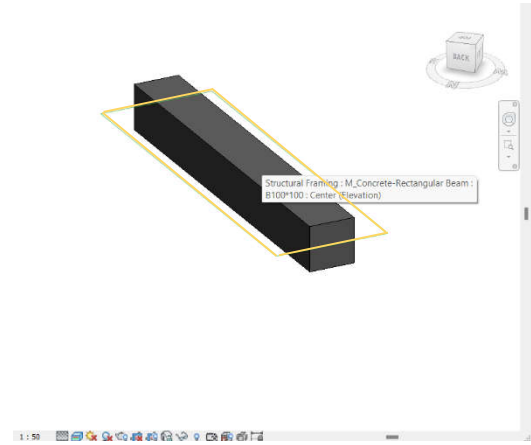 BACK
Structural Framing : M_Concrete-Rectangular Beam :
B100*100 : Center (Elevation)
1 : 50